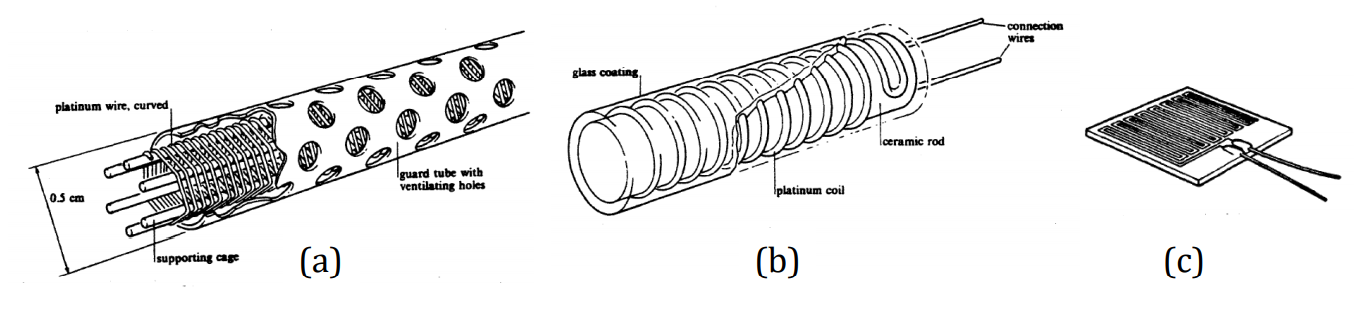 platinum wire, curved
0.5 cm
supporting cage
guard tube with
ventilating holes
(a)
glass coating
connection
wires
ceramic rod
platinum coil
(b)
(c)